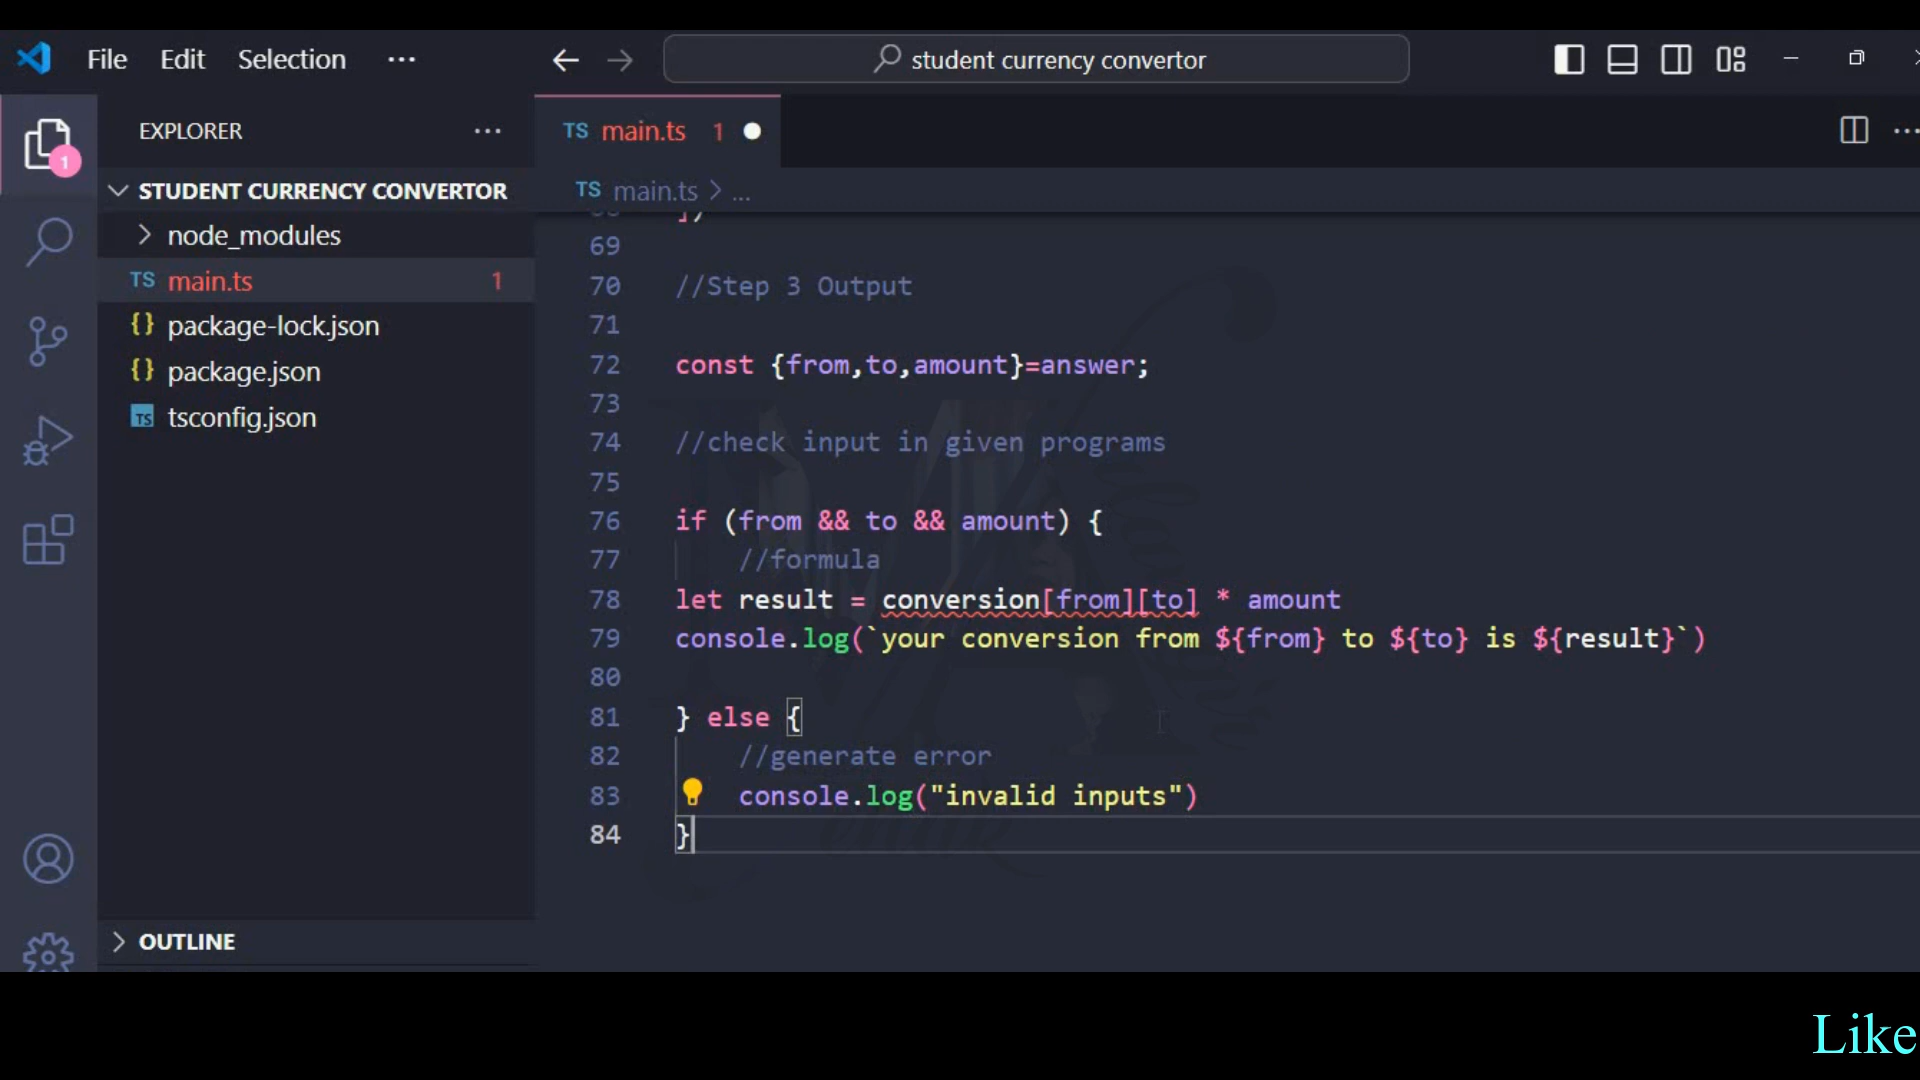 File Edit Selection ...
student currency convertor
EXPLORER ...
TS main.ts 1
1
STUDENT CURRENCY CONVERTOR
TS main.ts > ...
node_modules
TS main.ts 1
{} package-lock.json
{} package.json
TS tsconfig.json
69
70 //Step 3 Output
71
72 const {from,to,amount}=answer;
73
74 //check input in given programs
75
76 if (from && to && amount) {
77 //formula
78 let result = conversion[from][to] * amount
79 console.log(`your conversion from ${from} to ${to} is ${result}`)
80
81 } else {
82 //generate error
83 console.log("invalid inputs")
84 }
OUTLINE
Like